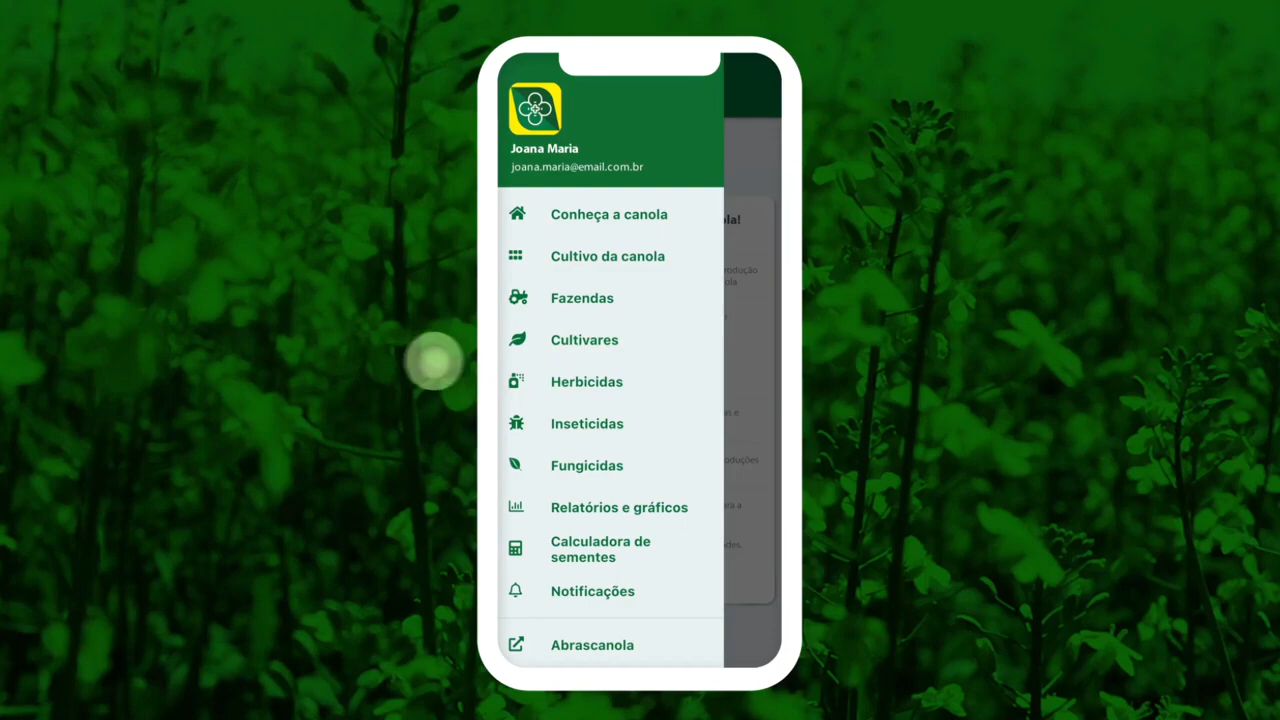 Joana Maria
joana.maria@email.com.br
Conheça a canola
Cultivo da canola
Fazendas
Cultivares
Herbicidas
Inseticidas
Fungicidas
Relatórios e gráficos
Calculadora de
sementes
Notificações
Abrascanola